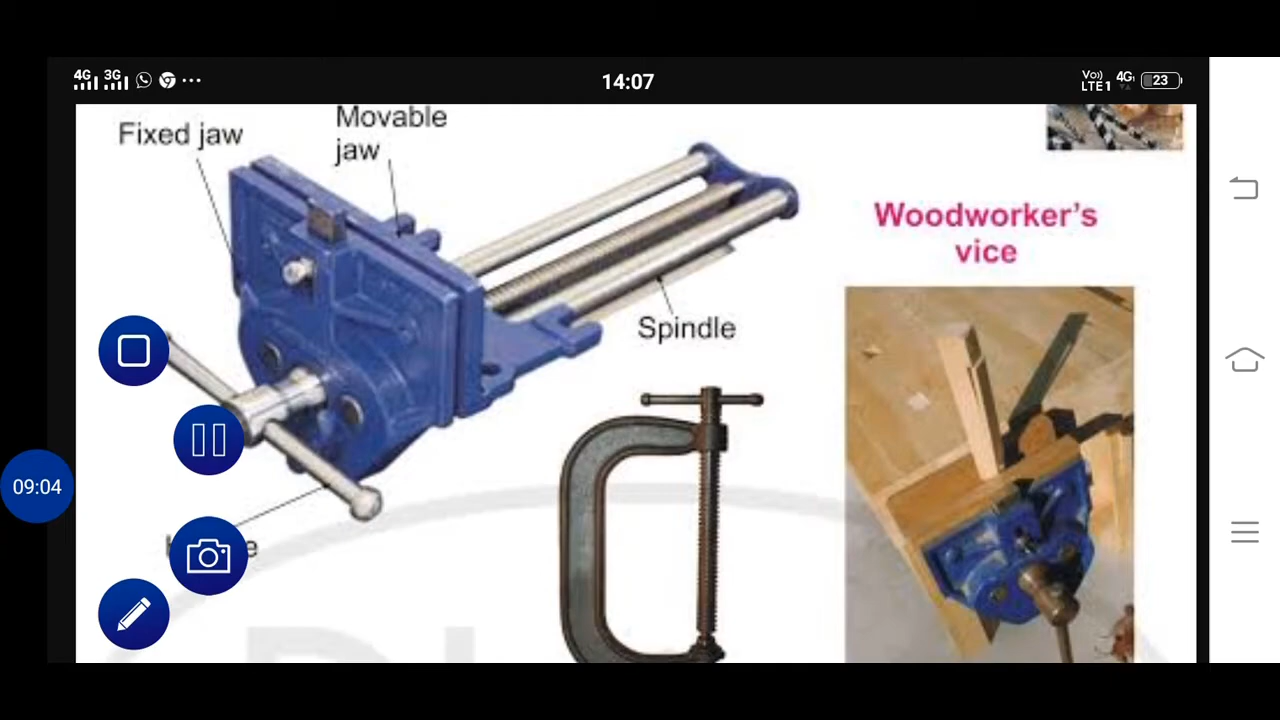 4G 3G 14:07 Vo)) LTE1 4G 23
Fixed jaw
Movable
jaw
Woodworker's
vice
Spindle
09:04